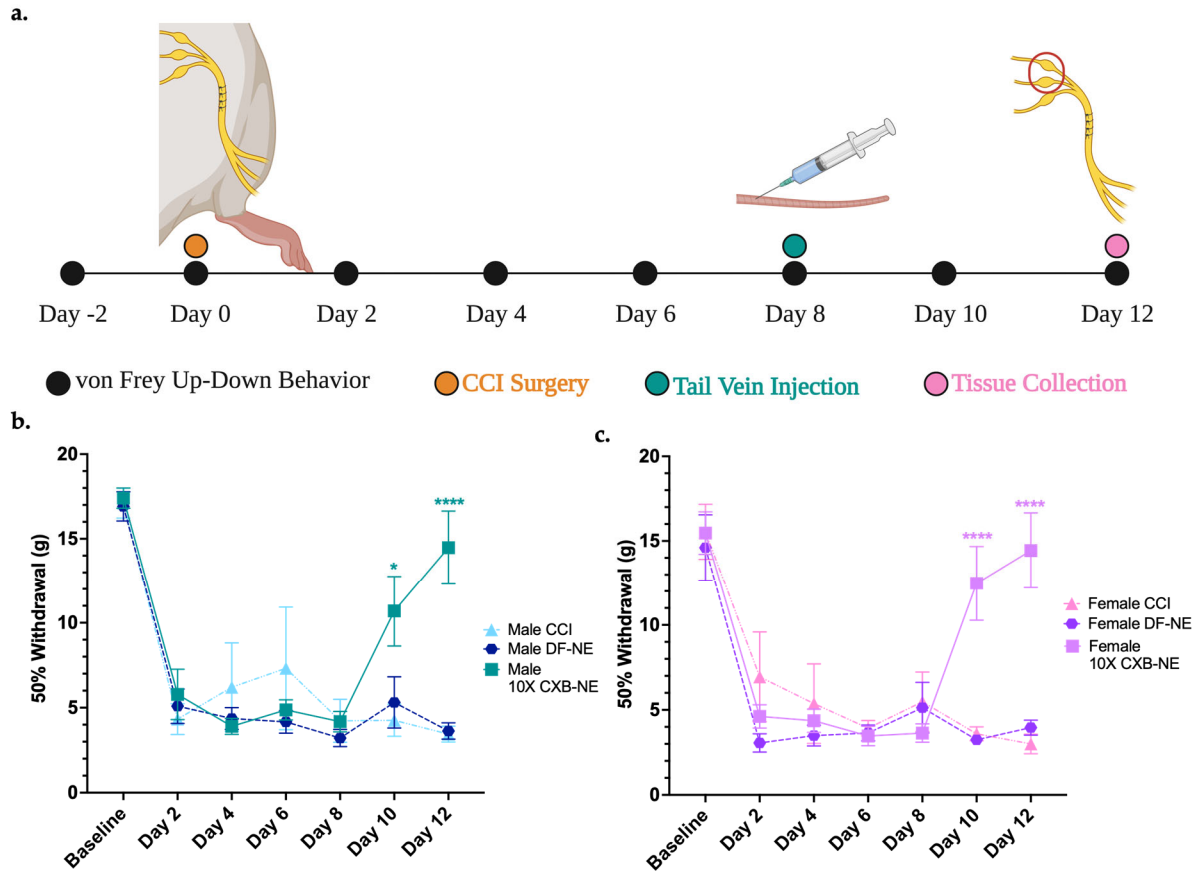 a.
Day -2 Day 0 Day 2 Day 4 Day 6 Day 8 Day 10 Day 12
von Frey Up-Down Behavior CCI Surgery Tail Vein Injection Tissue Collection
b.
50% Withdrawal (g)
20
15
10
5
0
*
****
Male CCI
Male DF-NE
Male
10X CXB-NE
Baseline Day 2 Day 4 Day 6 Day 8 Day 10 Day 12
c.
50% Withdrawal (g)
20
15
10
5
0
****
****
Female CCI
Female DF-NE
Female
10X CXB-NE
Baseline Day 2 Day 4 Day 6 Day 8 Day 10 Day 12